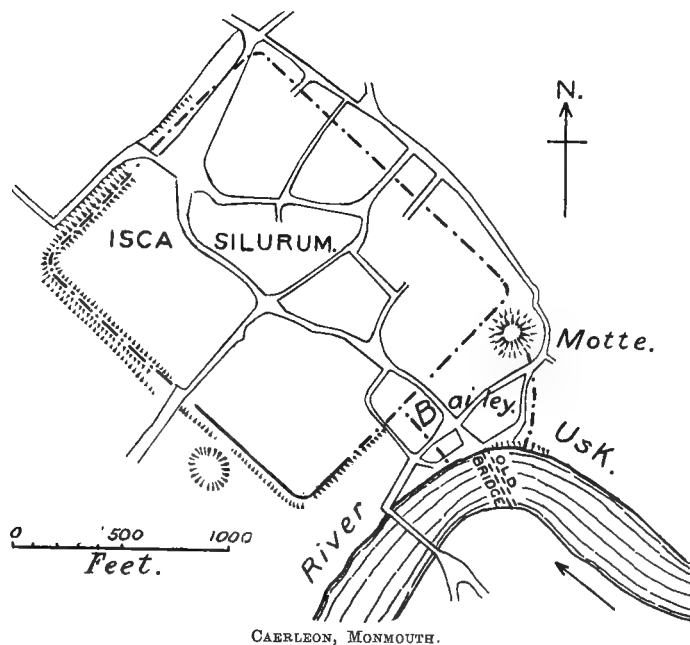 N.
ISCA SILURUM.
Motte.
Bailey.
Usk.
OLD
BRIDGE
River
0 500 1000
Feet.
CAERLEON, MONMOUTH.